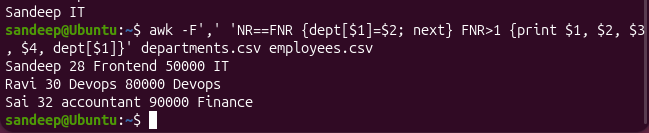 Sandeep IT
sandeep@Ubuntu:~$ awk -F',' 'NR==FNR {dept[$1]=$2; next} FNR>1 {print $1, $2, $3
, $4, dept[$1]}' departments.csv employees.csv
Sandeep 28 Frontend 50000 IT
Ravi 30 Devops 80000 Devops
Sai 32 accountant 90000 Finance
sandeep@Ubuntu:~$